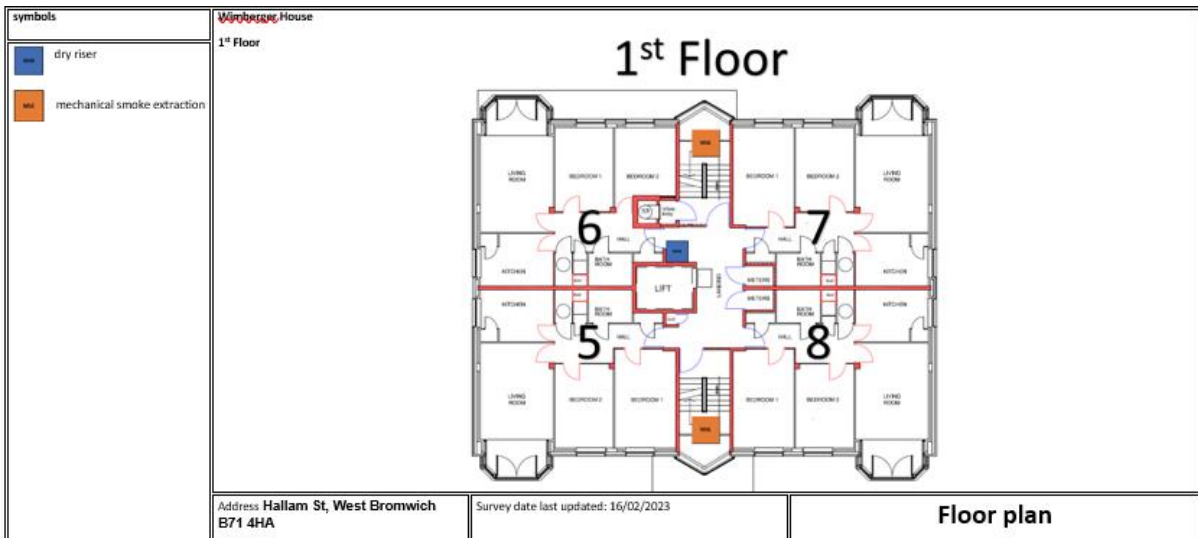 symbols
dry riser
mechanical smoke extraction
Wimberger House
1st Floor
1st Floor
LIVING ROOM
BEDROOM 1
BEDROOM 2
BEDROOM 1
BEDROOM 2
LIVING ROOM
6
7
HALL
HALL
KITCHEN
BATH ROOM
BATH ROOM
KITCHEN
LIFT
LANDING
METERS
METERS
KITCHEN
BATH ROOM
BATH ROOM
KITCHEN
5
8
HALL
HALL
LIVING ROOM
BEDROOM 2
BEDROOM 1
BEDROOM 1
BEDROOM 2
LIVING ROOM
Address Hallam St, West Bromwich
B71 4HA
Survey date last updated: 16/02/2023
Floor plan